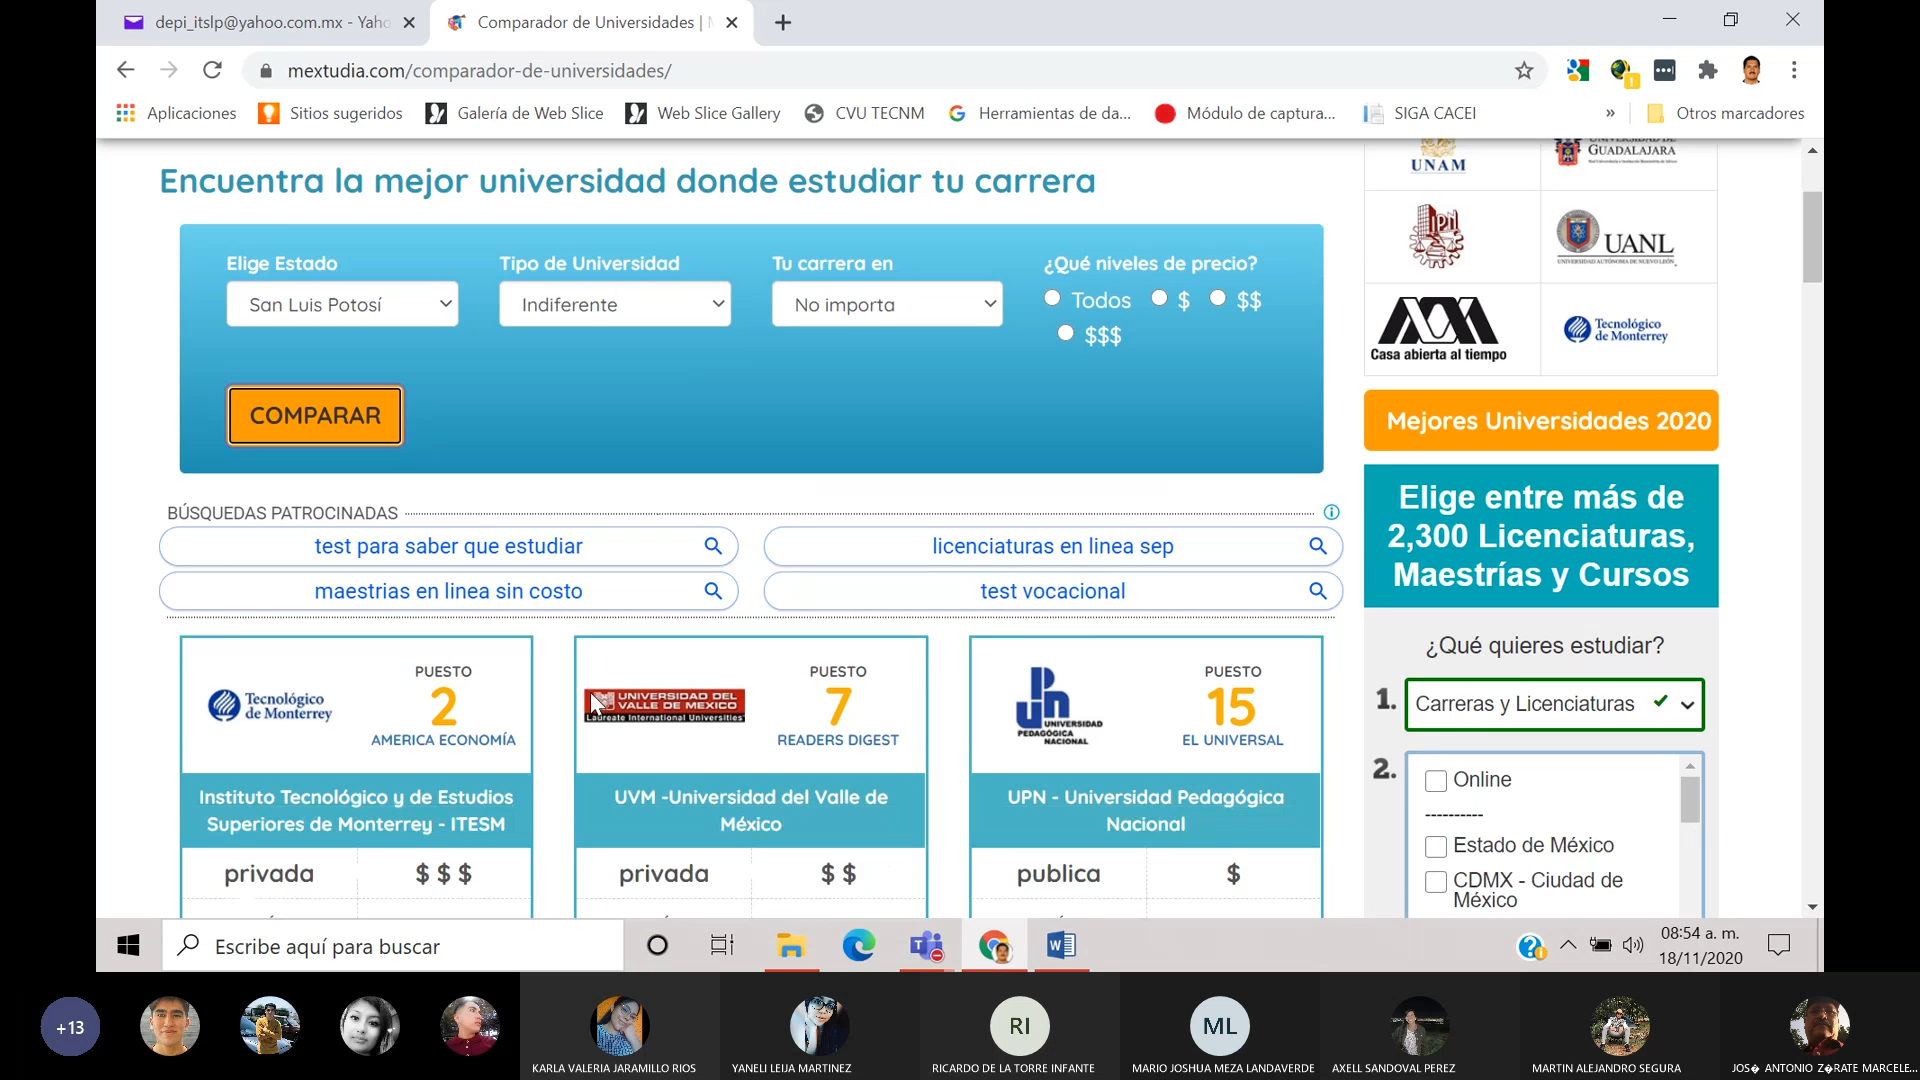 depi_itslp@yahoo.com.mx - Yaho
Comparador de Universidades |
mextudia.com/comparador-de-universidades/
Aplicaciones
Sitios sugeridos
Galería de Web Slice
Web Slice Gallery
CVU TECNM
Herramientas de da...
Módulo de captura...
SIGA CACEI
»
Otros marcadores
Encuentra la mejor universidad donde estudiar tu carrera
Elige Estado
Tipo de Universidad
Tu carrera en
¿Qué niveles de precio?
San Luis Potosí
Indiferente
No importa
Todos
$
$$
$$$
COMPARAR
BÚSQUEDAS PATROCINADAS
test para saber que estudiar
licenciaturas en linea sep
maestrias en linea sin costo
test vocacional
Tecnológico
de Monterrey
PUESTO
2
AMERICA ECONOMÍA
Instituto Tecnológico y de Estudios
Superiores de Monterrey - ITESM
privada
$ $ $
UNIVERSIDAD DEL
VALLE DE MEXICO
Laureate International Universities
PUESTO
7
READERS DIGEST
UVM -Universidad del Valle de
México
privada
$ $
UNIVERSIDAD
PEDAGÓGICA
NACIONAL
PUESTO
15
EL UNIVERSAL
UPN - Universidad Pedagógica
Nacional
publica
$
UNAM
GUADALAJARA
IPN
UANL
UNIVERSIDAD AUTÓNOMA DE NUEVO LEÓN
Casa abierta al tiempo
Tecnológico
de Monterrey
Mejores Universidades 2020
Elige entre más de
2,300 Licenciaturas,
Maestrías y Cursos
¿Qué quieres estudiar?
1.
Carreras y Licenciaturas
2.
Online
----------
Estado de México
CDMX - Ciudad de
México
Escribe aquí para buscar
08:54 a. m.
18/11/2020
+13
KARLA VALERIA JARAMILLO RIOS
YANELI LEIJA MARTINEZ
RI
RICARDO DE LA TORRE INFANTE
ML
MARIO JOSHUA MEZA LANDAVERDE
AXELL SANDOVAL PEREZ
MARTIN ALEJANDRO SEGURA
JOS� ANTONIO Z�RATE MARCELE...